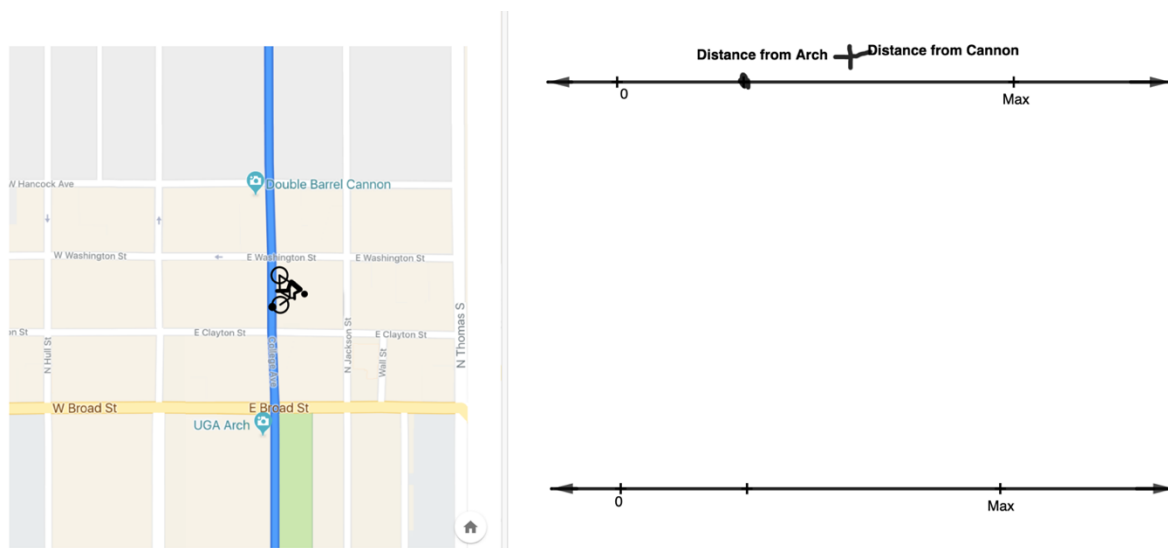 Distance from Arch + Distance from Cannon
0
Max
W Hancock Ave
Double Barrel Cannon
W Washington St
E Washington St
E Washington St
on St
E Clayton St
E Clayton St
N Hull St
N Jackson St
Wall St
N Thomas S
W Broad St
E Broad St
UGA Arch
0
Max